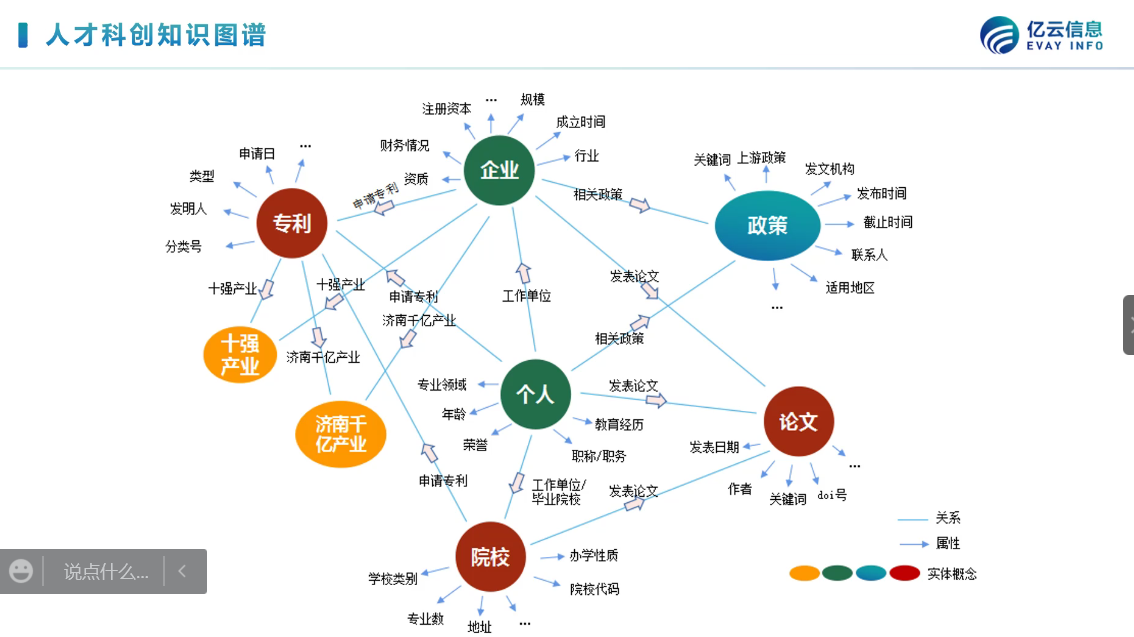 人才科创知识图谱
亿云信息
EVAY INFO
...
规模
注册资本
成立时间
财务情况
企业
行业
资质
申请日
...
类型
发明人
专利
分类号
申请专利
相关政策
关键词
上游政策
发文机构
发布时间
政策
截止时间
联系人
适用地区
...
十强产业
十强产业
申请专利
工作单位
发表论文
济南千亿产业
相关政策
十强
产业
济南千亿产业
专业领域
个人
发表论文
年龄
教育经历
荣誉
职称/职务
济南千
亿产业
论文
发表日期
...
作者
关键词
doi号
申请专利
工作单位/
毕业院校
发表论文
院校
办学性质
学校类别
院校代码
专业数
地址
...
关系
属性
实体概念
说点什么...